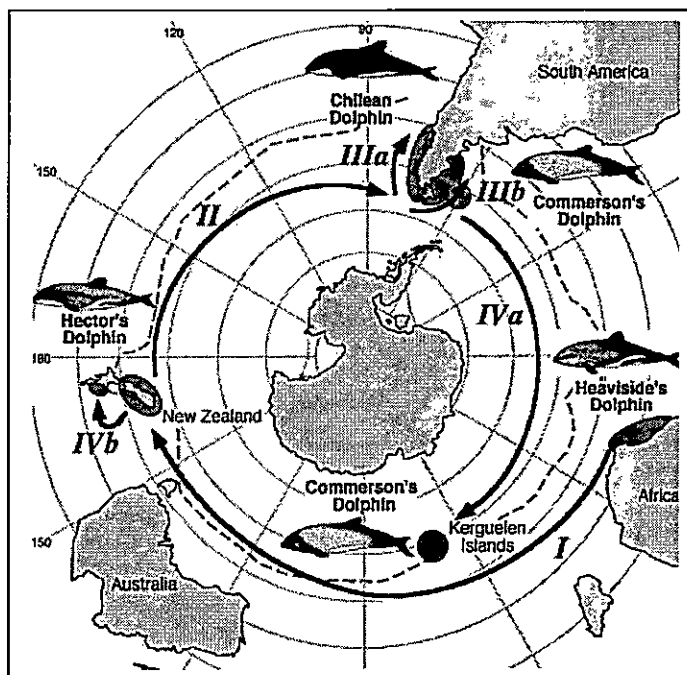 120
90
South America
Chilean
Dolphin
IIIa
IIIb
Commerson's
Dolphin
150
150
II
IVa
Hector's
Dolphin
180
Heaviside's
Dolphin
New Zealand
IVb
Commerson's
Dolphin
Kerguelen
Islands
Africa
I
150
Australia